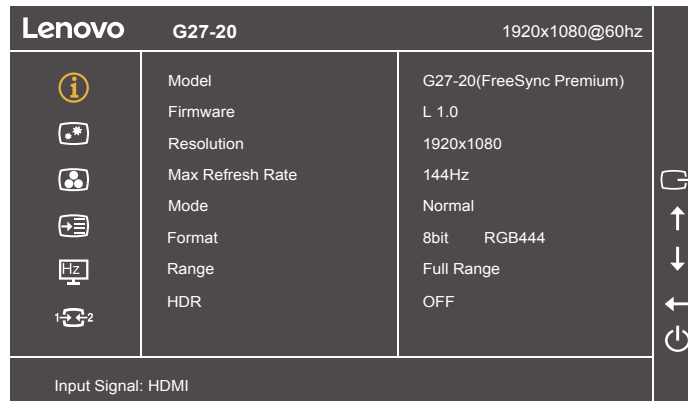 Lenovo G27-20 1920x1080@60hz
Model G27-20(FreeSync Premium)
Firmware L 1.0
Resolution 1920x1080
Max Refresh Rate 144Hz
Mode Normal
Format 8bit RGB444
Range Full Range
HDR OFF
Hz
1 2
Input Signal: HDMI